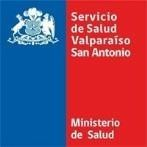 Servicio
de Salud
Valparaíso
San Antonio
Ministerio
de Salud